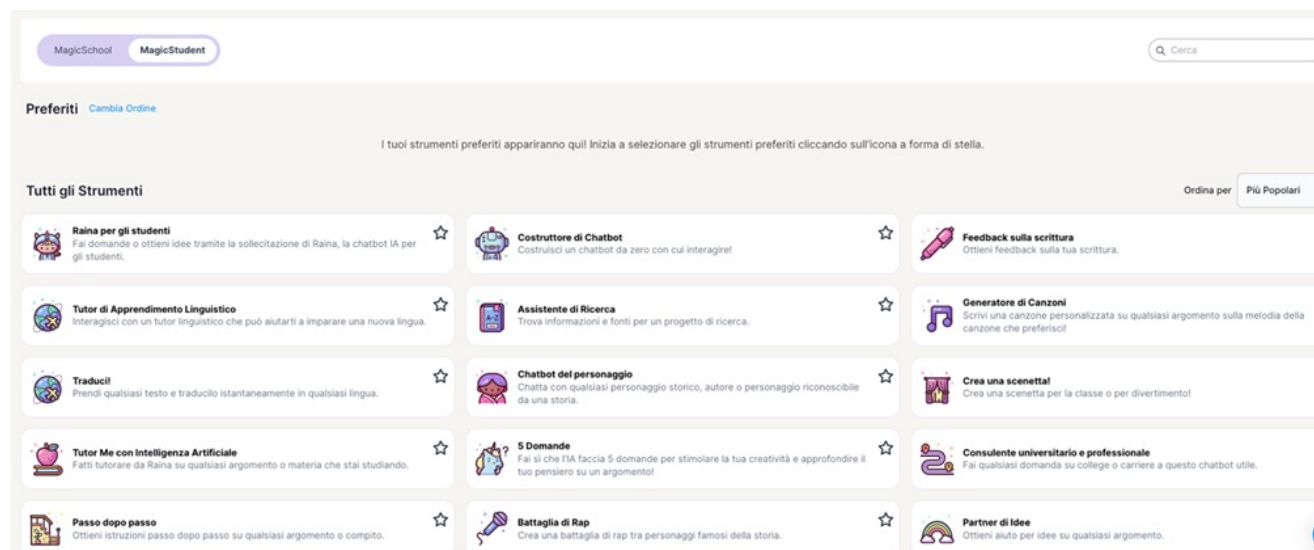 MagicSchool MagicStudent Cerca
Preferiti Cambia Ordine
I tuoi strumenti preferiti appariranno qui! Inizia a selezionare gli strumenti preferiti cliccando sull'icona a forma di stella.
Tutti gli Strumenti Ordina per Più Popolari
Raina per gli studenti
Fai domande o ottieni idee tramite la sollecitazione di Raina, la chatbot IA per
gli studenti.
Costruttore di Chatbot
Costruisci un chatbot da zero con cui interagire!
Feedback sulla scrittura
Ottieni feedback sulla tua scrittura.
Tutor di Apprendimento Linguistico
Interagisci con un tutor linguistico che può aiutarti a imparare una nuova lingua.
Assistente di Ricerca
Trova informazioni e fonti per un progetto di ricerca.
Generatore di Canzoni
Scrivi una canzone personalizzata su qualsiasi argomento sulla melodia della
canzone che preferisci!
Traduci!
Prendi qualsiasi testo e traducilo istantaneamente in qualsiasi lingua.
Chatbot del personaggio
Chatta con qualsiasi personaggio storico, autore o personaggio riconoscibile
da una storia.
Crea una scenetta!
Crea una scenetta per la classe o per divertimento!
Tutor Me con Intelligenza Artificiale
Fatti tutorare da Raina su qualsiasi argomento o materia che stai studiando.
5 Domande
Fai sì che l'IA faccia 5 domande per stimolare la tua creatività e approfondire il
tuo pensiero su un argomento!
Consulente universitario e professionale
Fai qualsiasi domanda su college o carriere a questo chatbot utile.
Passo dopo passo
Ottieni istruzioni passo dopo passo su qualsiasi argomento o compito.
Battaglia di Rap
Crea una battaglia di rap tra personaggi famosi della storia.
Partner di Idee
Ottieni aiuto per idee su qualsiasi argomento.